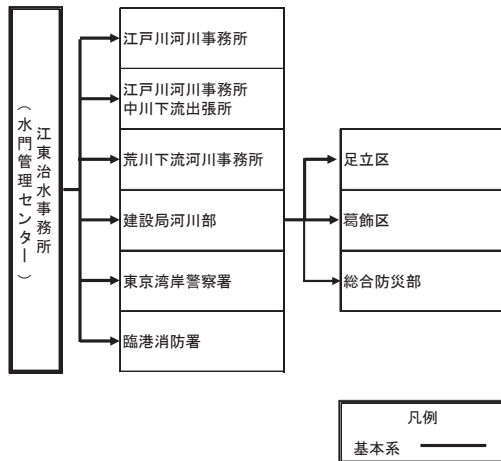 江東治水事務所
（水門管理センター）
江戸川河川事務所
江戸川河川事務所
中川下流出張所
荒川下流河川事務所
建設局河川部
東京湾岸警察署
臨港消防署
足立区
葛飾区
総合防災部
凡例
基本系